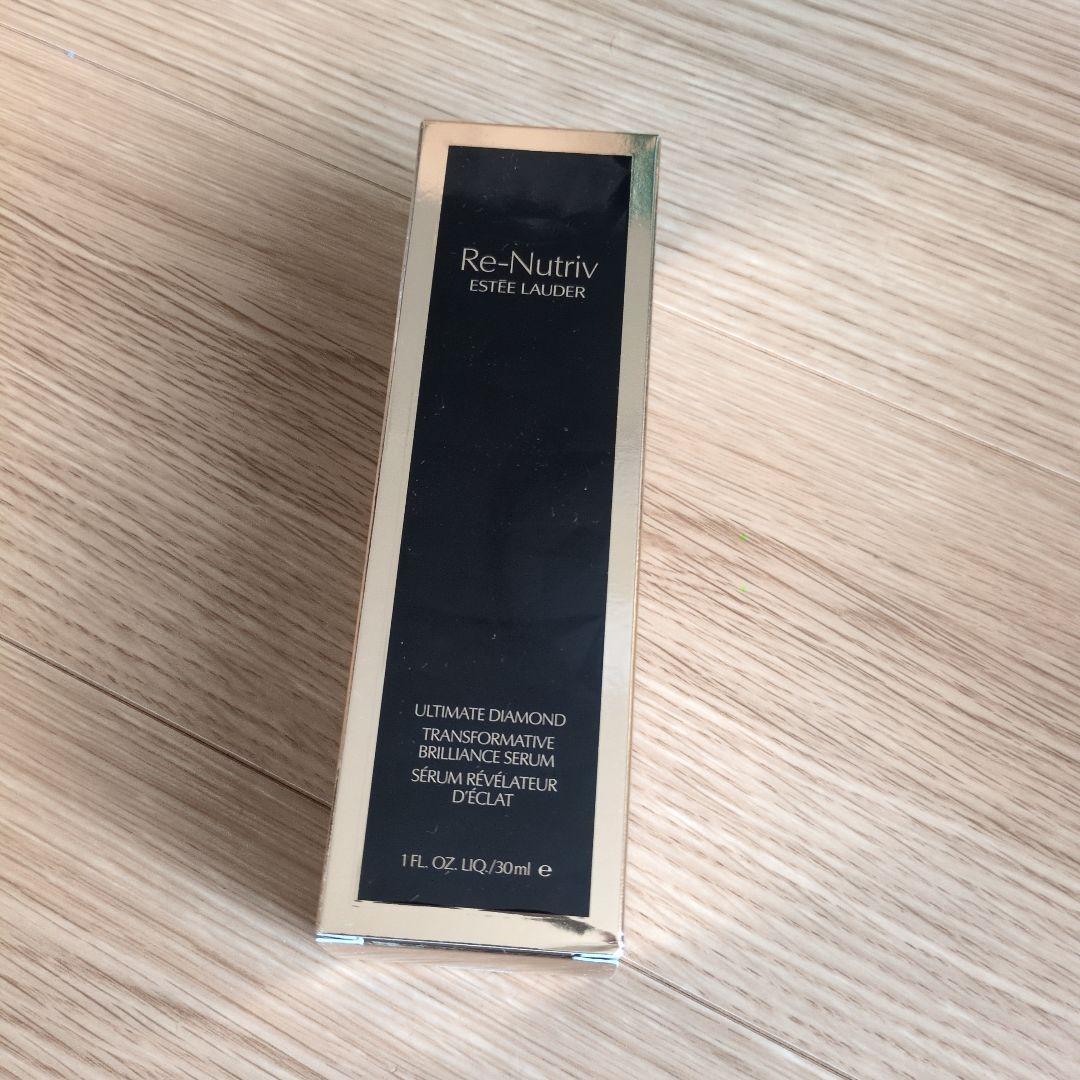 Re-Nutriv
ESTĒE LAUDER
ULTIMATE DIAMOND
TRANSFORMATIVE
BRILLIANCE SERUM
SÉRUM RÉVÉLATEUR
D'ÉCLAT
1 FL. OZ. LIQ./30ml ℮